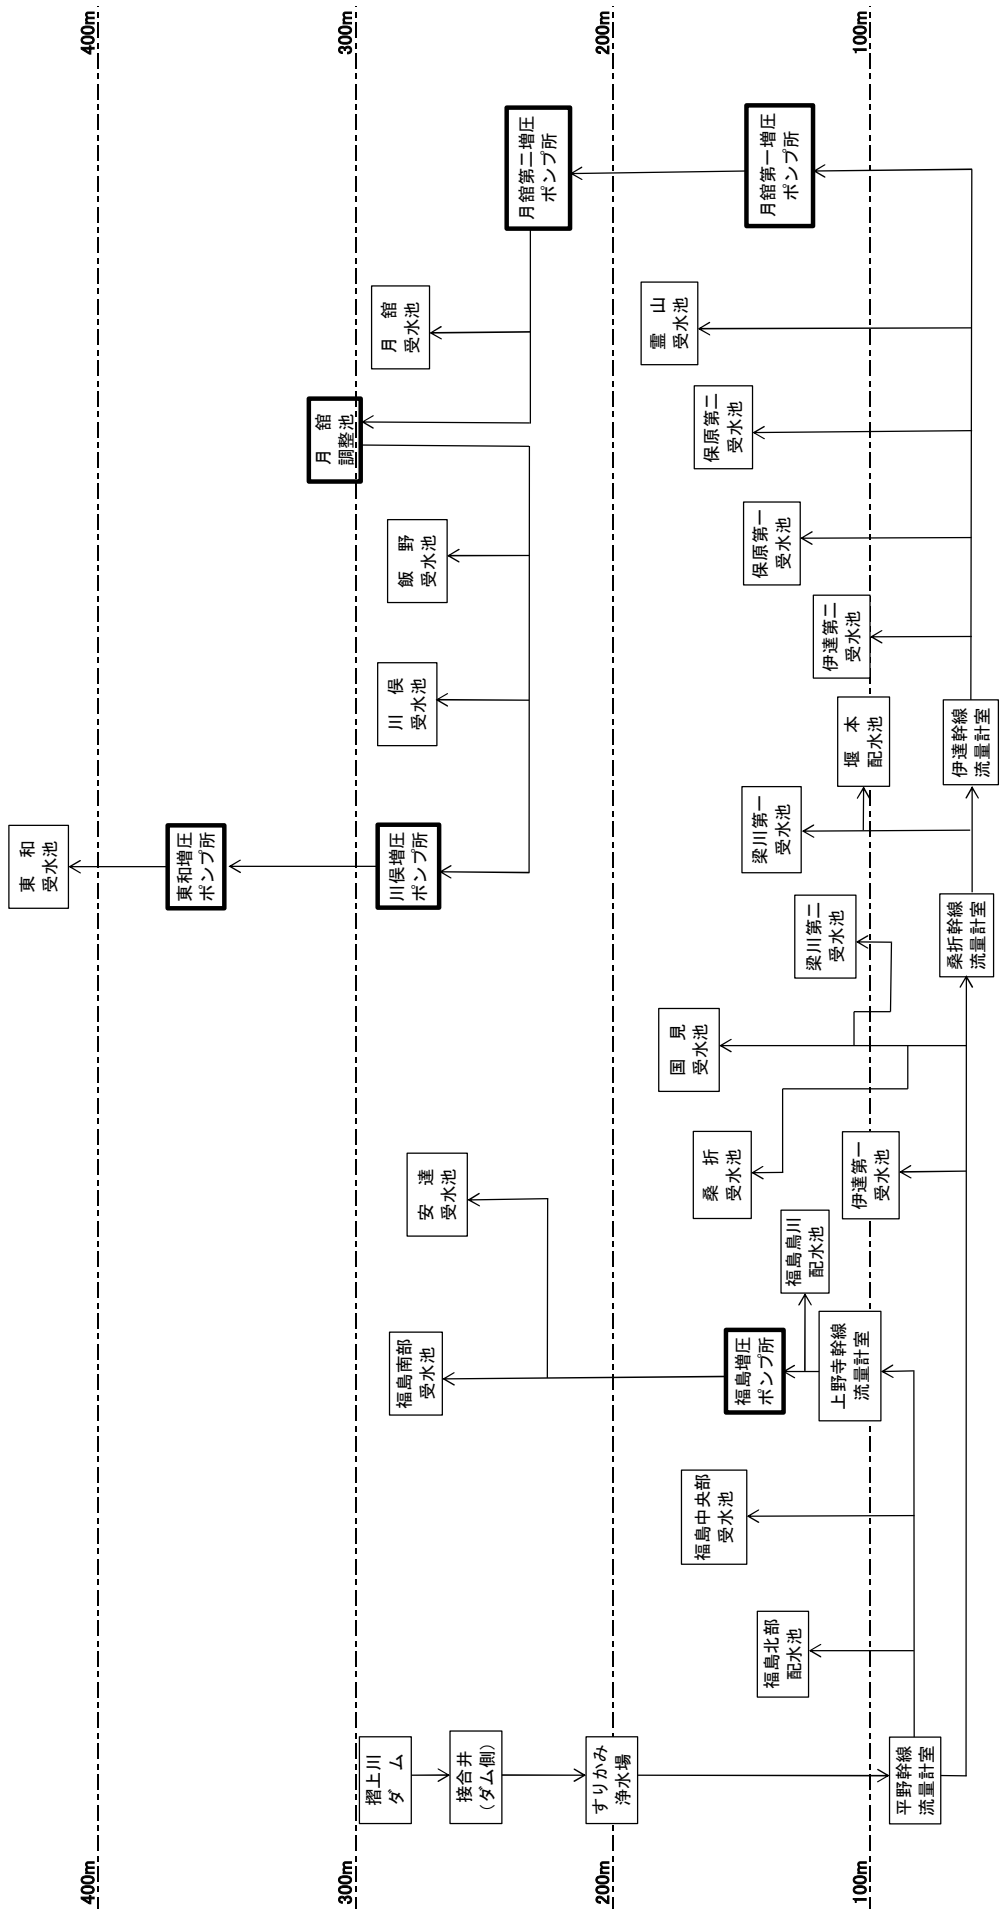 400m
400m
東　和
受水池
東和増圧
ポンプ所
300m
300m
月　舘
調整池
摺上川
ダ　ム
接合井
(ダム側)
福島南部
受水池
安　達
受水池
川俣増圧
ポンプ所
川　俣
受水池
飯　野
受水池
月　舘
受水池
月舘第二増圧
ポンプ所
200m
200m
すりかみ
浄水場
福島北部
配水池
福島中央部
受水池
福島増圧
ポンプ所
福島鳥川
配水池
上野寺幹線
流量計室
桑　折
受水池
国　見
受水池
梁川第二
受水池
梁川第一
受水池
堰　本
配水池
保原第一
受水池
保原第二
受水池
霊　山
受水池
月舘第一増圧
ポンプ所
伊達第一
受水池
伊達第二
受水池
100m
100m
平野幹線
流量計室
桑折幹線
流量計室
伊達幹線
流量計室